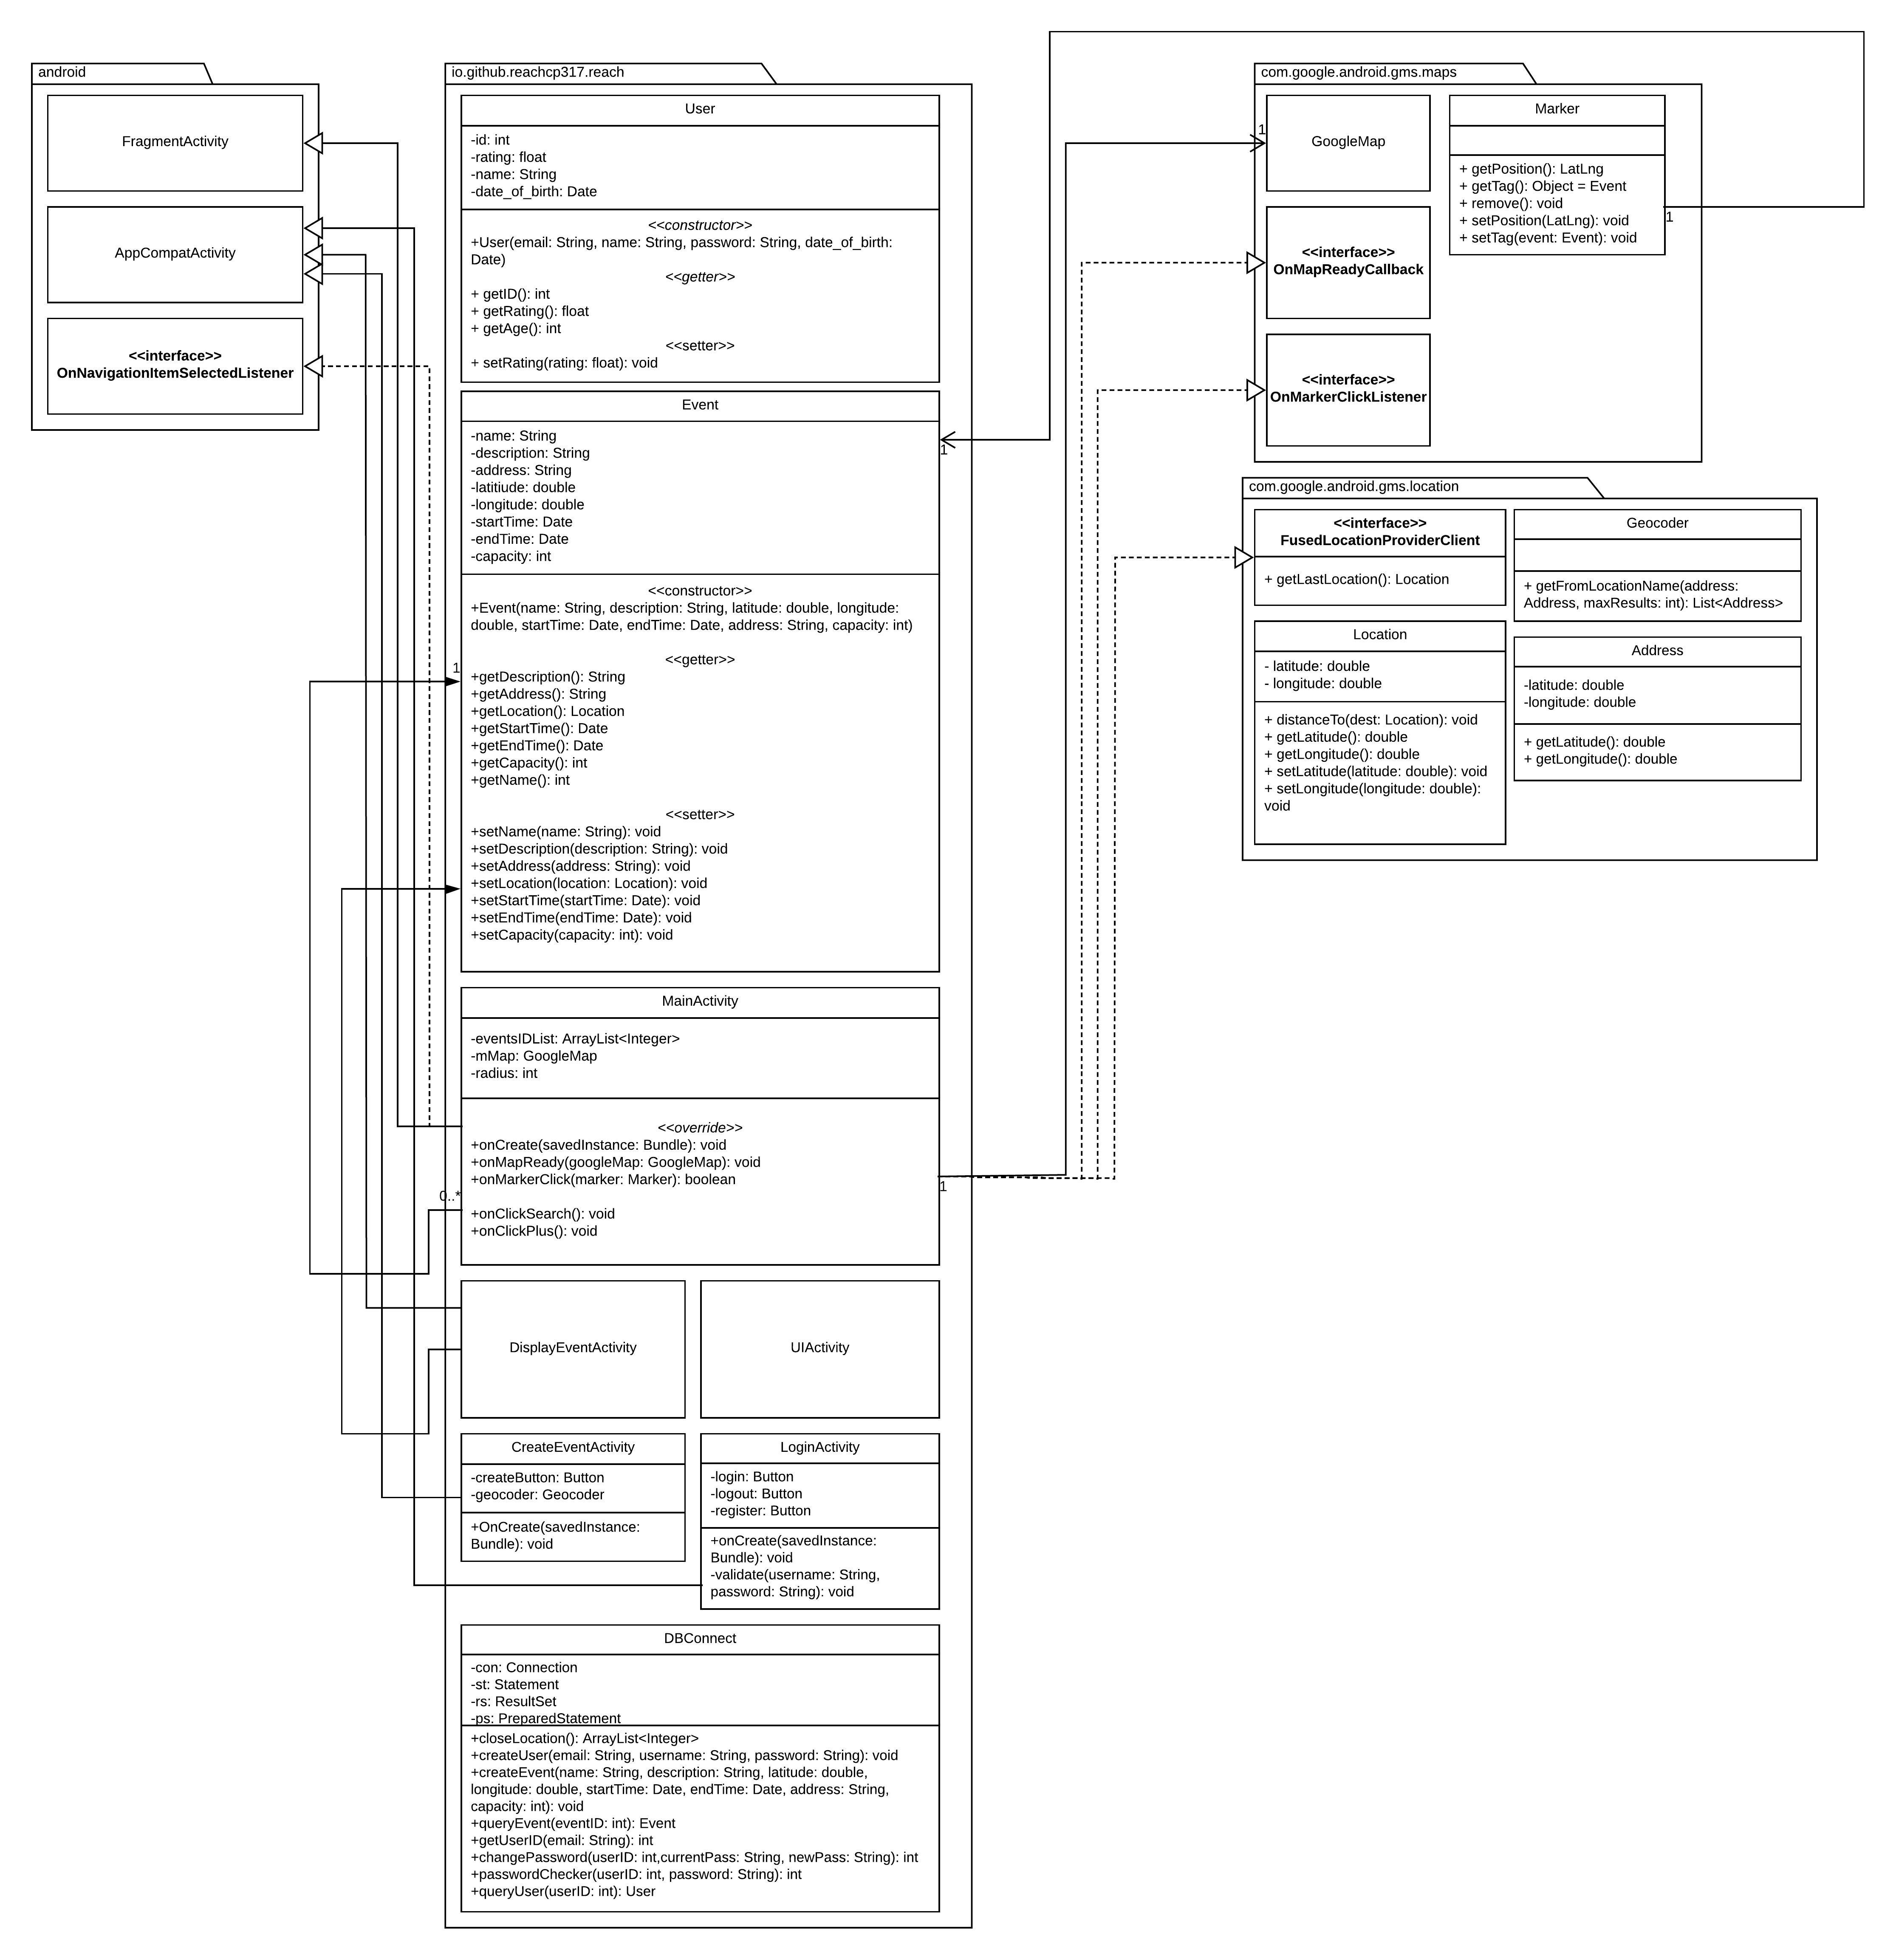 android
FragmentActivity
AppCompatActivity
<<interface>>
OnNavigationItemSelectedListener
io.github.reachcp317.reach
User
-id: int
-rating: float
-name: String
-date_of_birth: Date
<<constructor>>
+User(email: String, name: String, password: String, date_of_birth:
Date)
<<getter>>
+ getID(): int
+ getRating(): float
+ getAge(): int
<<setter>>
+ setRating(rating: float): void
Event
-name: String
-description: String
-address: String
-latitiude: double
-longitude: double
-startTime: Date
-endTime: Date
-capacity: int
1
<<constructor>>
+Event(name: String, description: String, latitude: double, longitude:
double, startTime: Date, endTime: Date, address: String, capacity: int)
<<getter>>
1
+getDescription(): String
+getAddress(): String
+getLocation(): Location
+getStartTime(): Date
+getEndTime(): Date
+getCapacity(): int
+getName(): int
<<setter>>
+setName(name: String): void
+setDescription(description: String): void
+setAddress(address: String): void
+setLocation(location: Location): void
+setStartTime(startTime: Date): void
+setEndTime(endTime: Date): void
+setCapacity(capacity: int): void
MainActivity
-eventsIDList: ArrayList<Integer>
-mMap: GoogleMap
-radius: int
<<override>>
+onCreate(savedInstance: Bundle): void
+onMapReady(googleMap: GoogleMap): void
+onMarkerClick(marker: Marker): boolean
1
0..*
+onClickSearch(): void
+onClickPlus(): void
DisplayEventActivity
UIActivity
CreateEventActivity
-createButton: Button
-geocoder: Geocoder
+OnCreate(savedInstance:
Bundle): void
LoginActivity
-login: Button
-logout: Button
-register: Button
+onCreate(savedInstance:
Bundle): void
-validate(username: String,
password: String): void
DBConnect
-con: Connection
-st: Statement
-rs: ResultSet
-ps: PreparedStatement
+closeLocation(): ArrayList<Integer>
+createUser(email: String, username: String, password: String): void
+createEvent(name: String, description: String, latitude: double,
longitude: double, startTime: Date, endTime: Date, address: String,
capacity: int): void
+queryEvent(eventID: int): Event
+getUserID(email: String): int
+changePassword(userID: int,currentPass: String, newPass: String): int
+passwordChecker(userID: int, password: String): int
+queryUser(userID: int): User
com.google.android.gms.maps
1
GoogleMap
<<interface>>
OnMapReadyCallback
<<interface>>
OnMarkerClickListener
Marker
+ getPosition(): LatLng
+ getTag(): Object = Event
+ remove(): void
+ setPosition(LatLng): void
+ setTag(event: Event): void
1
com.google.android.gms.location
<<interface>>
FusedLocationProviderClient
+ getLastLocation(): Location
Geocoder
+ getFromLocationName(address:
Address, maxResults: int): List<Address>
Location
- latitude: double
- longitude: double
+ distanceTo(dest: Location): void
+ getLatitude(): double
+ getLongitude(): double
+ setLatitude(latitude: double): void
+ setLongitude(longitude: double):
void
Address
-latitude: double
-longitude: double
+ getLatitude(): double
+ getLongitude(): double